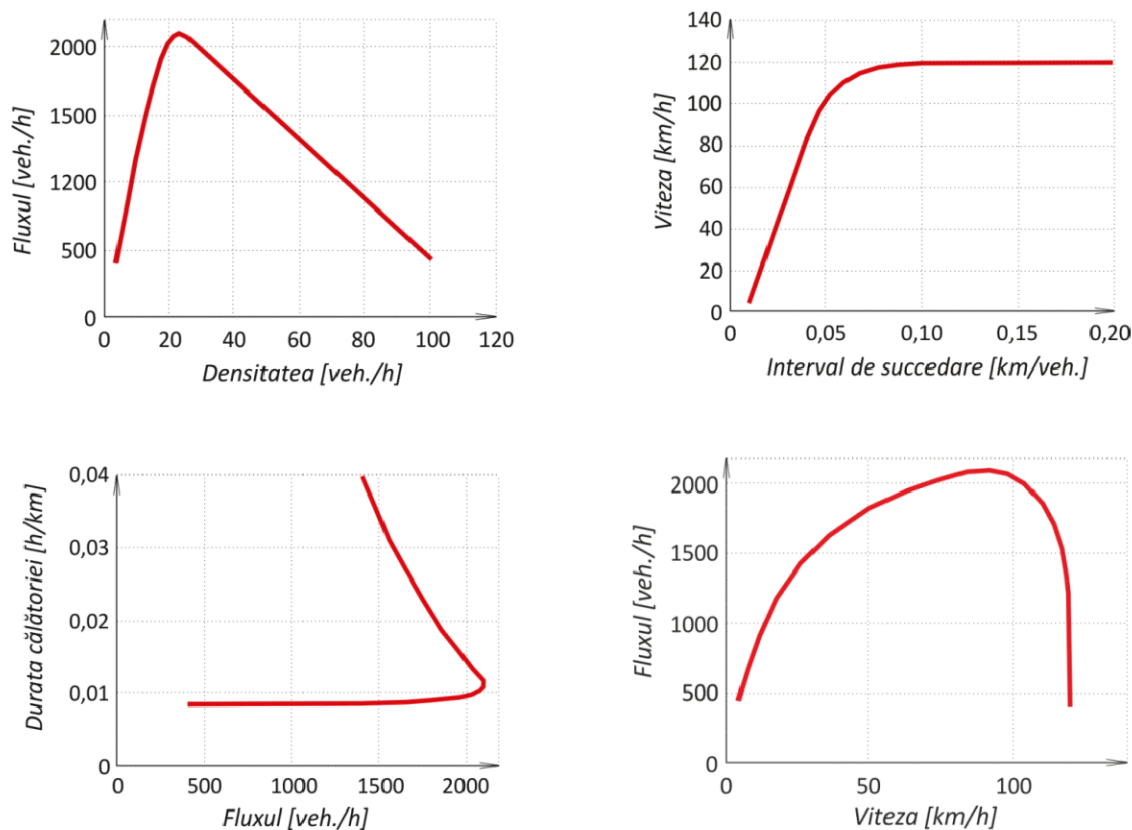 2000
1500
1200
500
0
Fluxul [veh./h]
0 20 40 60 80 100 120
Densitatea [veh./h]
140
120
100
80
60
40
20
0
Viteza [km/h]
0 0,05 0,10 0,15 0,20
Interval de succedare [km/veh.]
0,04
0,03
0,02
0,01
0
Durata călătoriei [h/km]
0 500 1000 1500 2000
Fluxul [veh./h]
2000
1500
1000
500
0
Fluxul [veh./h]
0 50 100
Viteza [km/h]